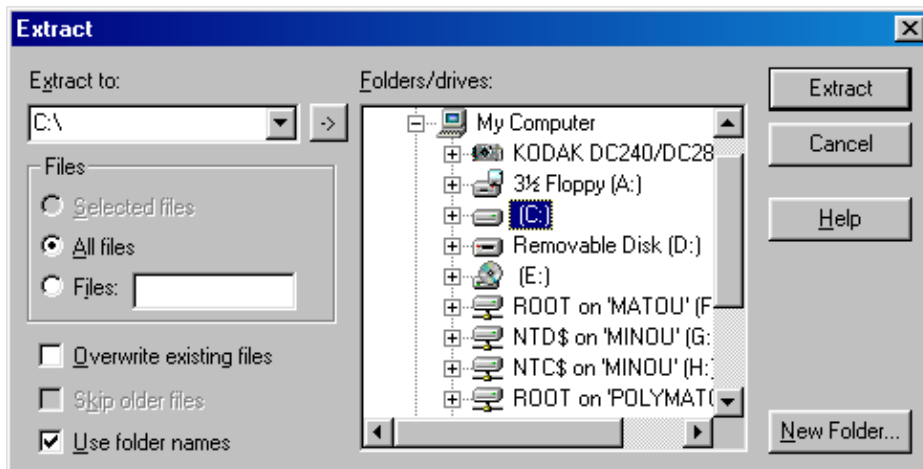 Extract
Extract to:
C:\
->
Files
Selected files
All files
Files:
Overwrite existing files
Skip older files
Use folder names
Folders/drives:
My Computer
KODAK DC240/DC28
3½ Floppy (A:)
(C:)
Removable Disk (D:)
(E:)
ROOT on 'MATOU' (F
NTD$ on 'MINOU' (G:
NTC$ on 'MINOU' (H:
ROOT on 'POLYMAT(
Extract
Cancel
Help
New Folder...